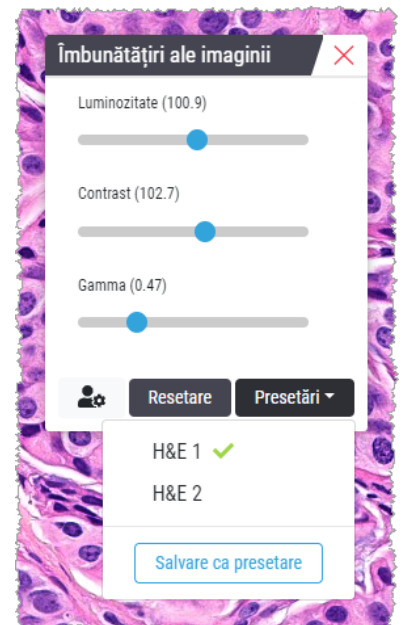 Îmbunătățiri ale imaginii
Luminozitate (100.9)
Contrast (102.7)
Gamma (0.47)
Resetare Presetări
H&E 1
H&E 2
Salvare ca presetare